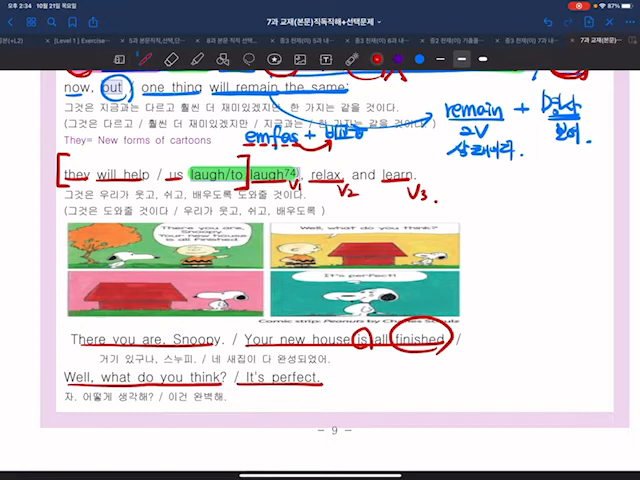 오후 2:34 10월 21일 목요일
87%
7과 교재(본문)직독직해+선택문제
[Level 1] Exercise
now, but / one thing will remain the same:
그것은 지금과는 다르고 훨씬 더 재미있겠지만 한 가지는 같을 것이다.
(그것은 다르고 / 훨씬 더 재미있겠지만 / 지금과는 / 한 가지는 같을 것이다)
They= New forms of cartoons
remain + 형용사
2V
they will help / us laugh/to laugh74), relax, and learn.
V1
V2
V3.
그것은 우리가 웃고, 쉬고, 배우도록 도와줄 것이다.
(그것은 도와줄 것이다 / 우리가 웃고, 쉬고, 배우도록 )
There you are, Snoopy. Your new house is all finished.
Well, what do you think?
It's perfect!
Comic strip: Peanuts by Charles Schulz
There you are, Snoopy. / Your new house is all finished. /
거기 있구나, 스누피. / 네 새집이 다 완성되었어.
Well, what do you think? / It's perfect.
자. 어떻게 생각해? / 이건 완벽해.
- 9 -